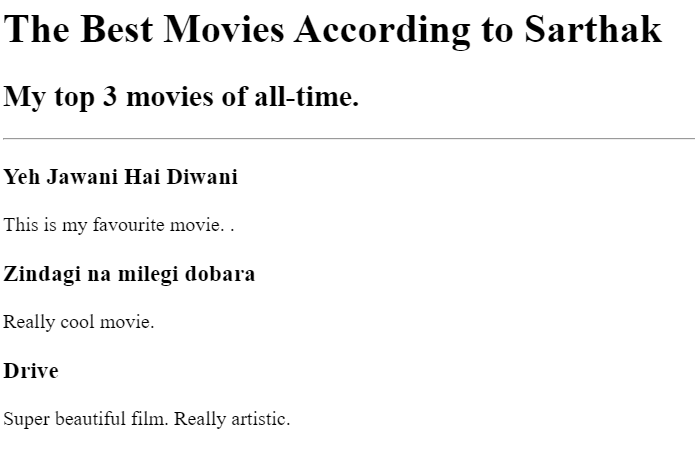 The Best Movies According to Sarthak
My top 3 movies of all-time.
Yeh Jawani Hai Diwani
This is my favourite movie. .
Zindagi na milegi dobara
Really cool movie.
Drive
Super beautiful film. Really artistic.